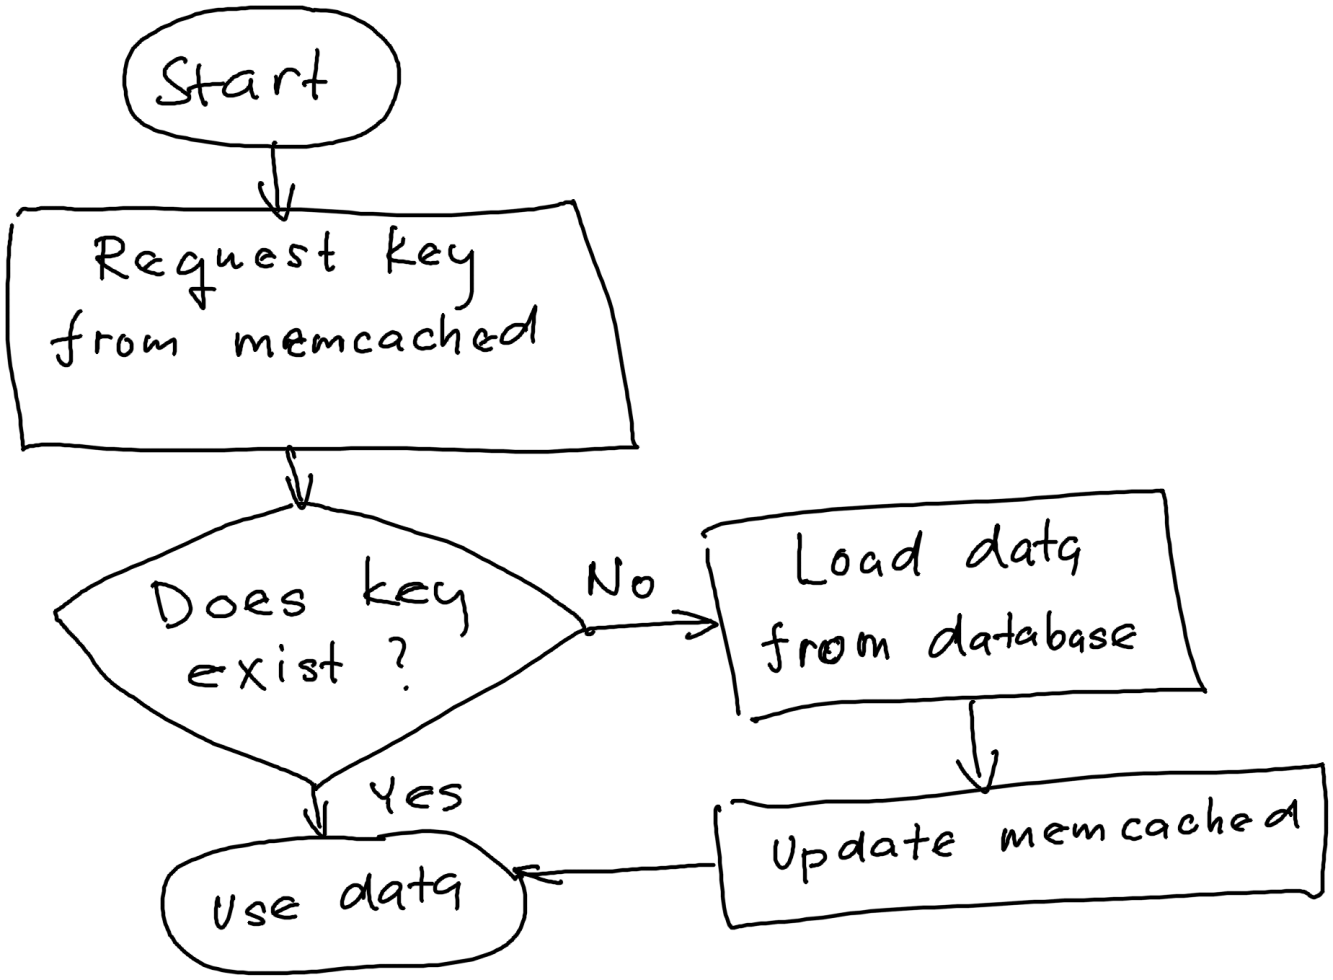 Start
Request key
from memcached
Does key
exist ?
No
Load data
from database
Yes
Update memcached
Use data